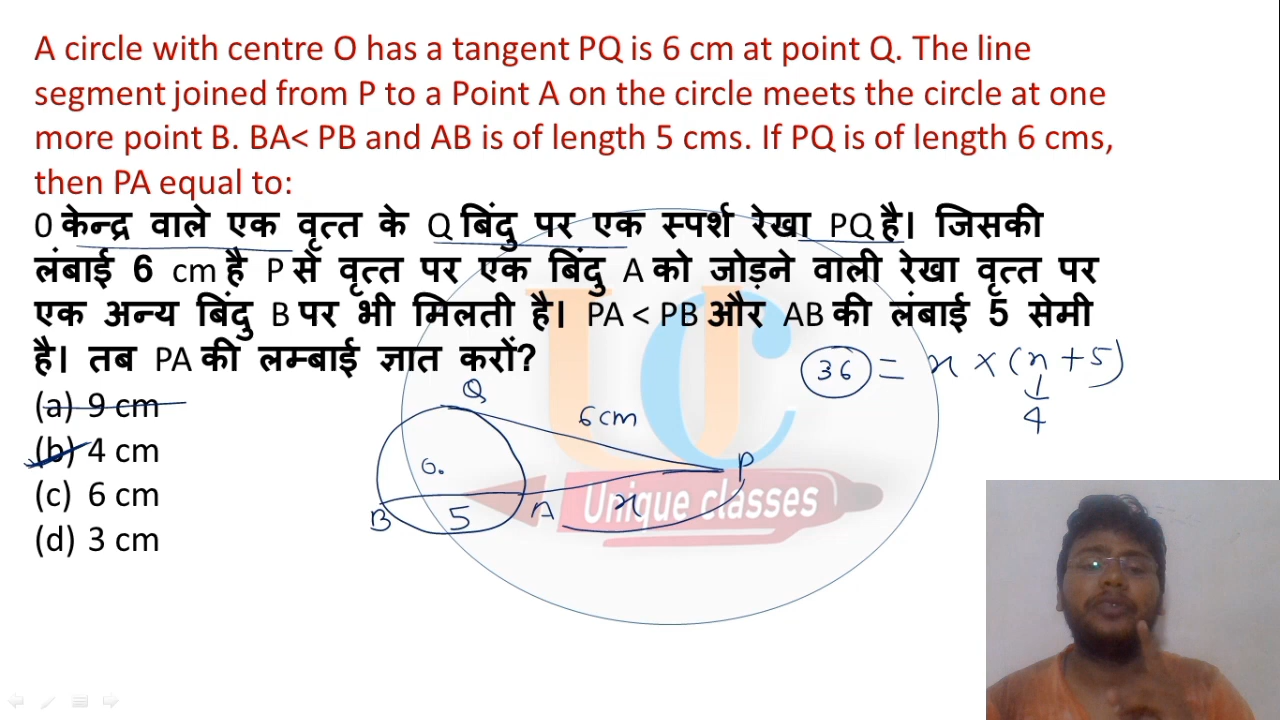 A circle with centre O has a tangent PQ is 6 cm at point Q. The line
segment joined from P to a Point A on the circle meets the circle at one
more point B. BA< PB and AB is of length 5 cms. If PQ is of length 6 cms,
then PA equal to:
0 केन्द्र वाले एक वृत्त के Q बिंदु पर एक स्पर्श रेखा PQ है। जिसकी
लंबाई 6 cm है P से वृत्त पर एक बिंदु A को जोड़ने वाली रेखा वृत्त पर
एक अन्य बिंदु B पर भी मिलती है। PA < PB और AB की लंबाई 5 सेमी
है। तब PA की लम्बाई ज्ञात करों?
36 = x × (x + 5)
4
(a) 9 cm
(b) 4 cm
(c) 6 cm
(d) 3 cm
Q
6 cm
O.
P
B
5
A
x
UC
Unique classes